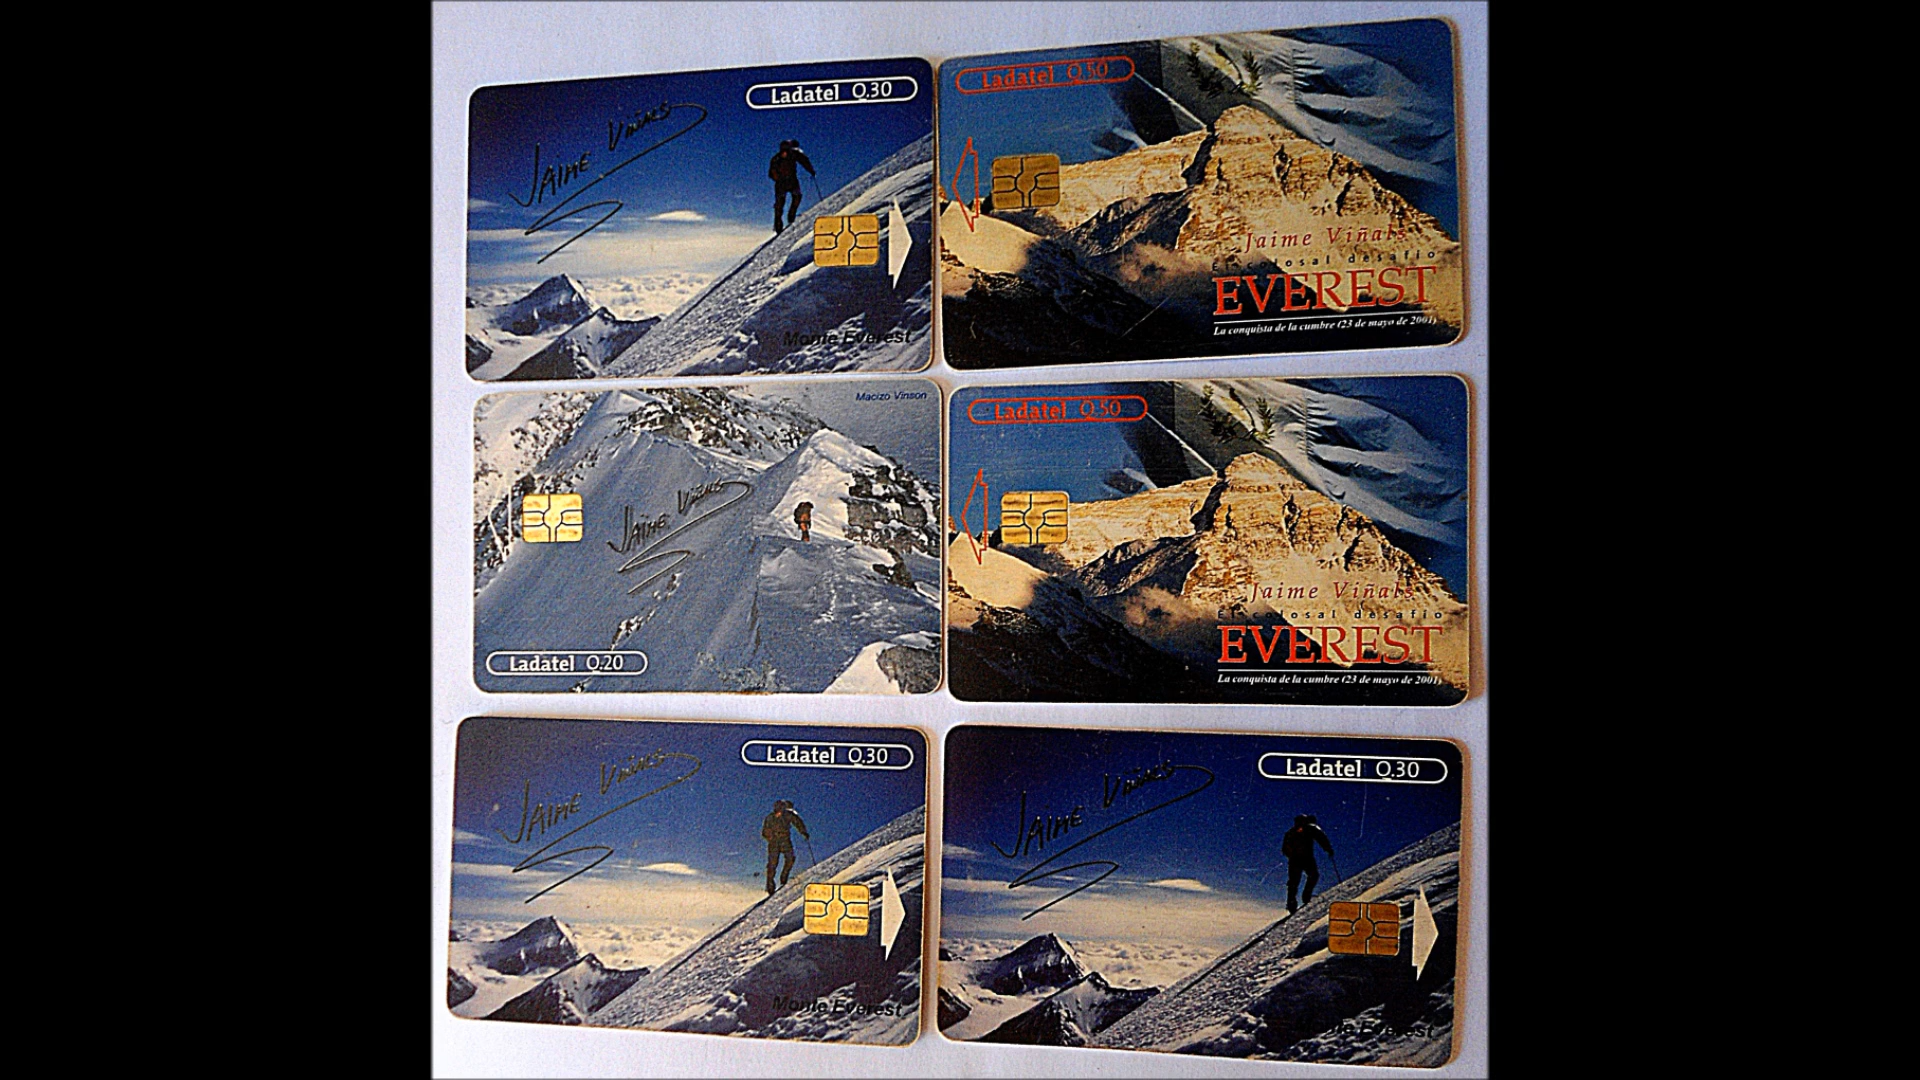 Ladatel Q.30
JAIME VIÑALS
Monte Everest
Ladatel Q.50
Jaime Viñals
El colosal desafío
EVEREST
La conquista de la cumbre (23 de mayo de 2001)
Macizo Vinson
JAIME VIÑALS
Ladatel Q.20
Ladatel Q.50
Jaime Viñals
El colosal desafío
EVEREST
La conquista de la cumbre (23 de mayo de 2001)
Ladatel Q.30
JAIME VIÑALS
Monte Everest
Ladatel Q.30
JAIME VIÑALS
Monte Everest